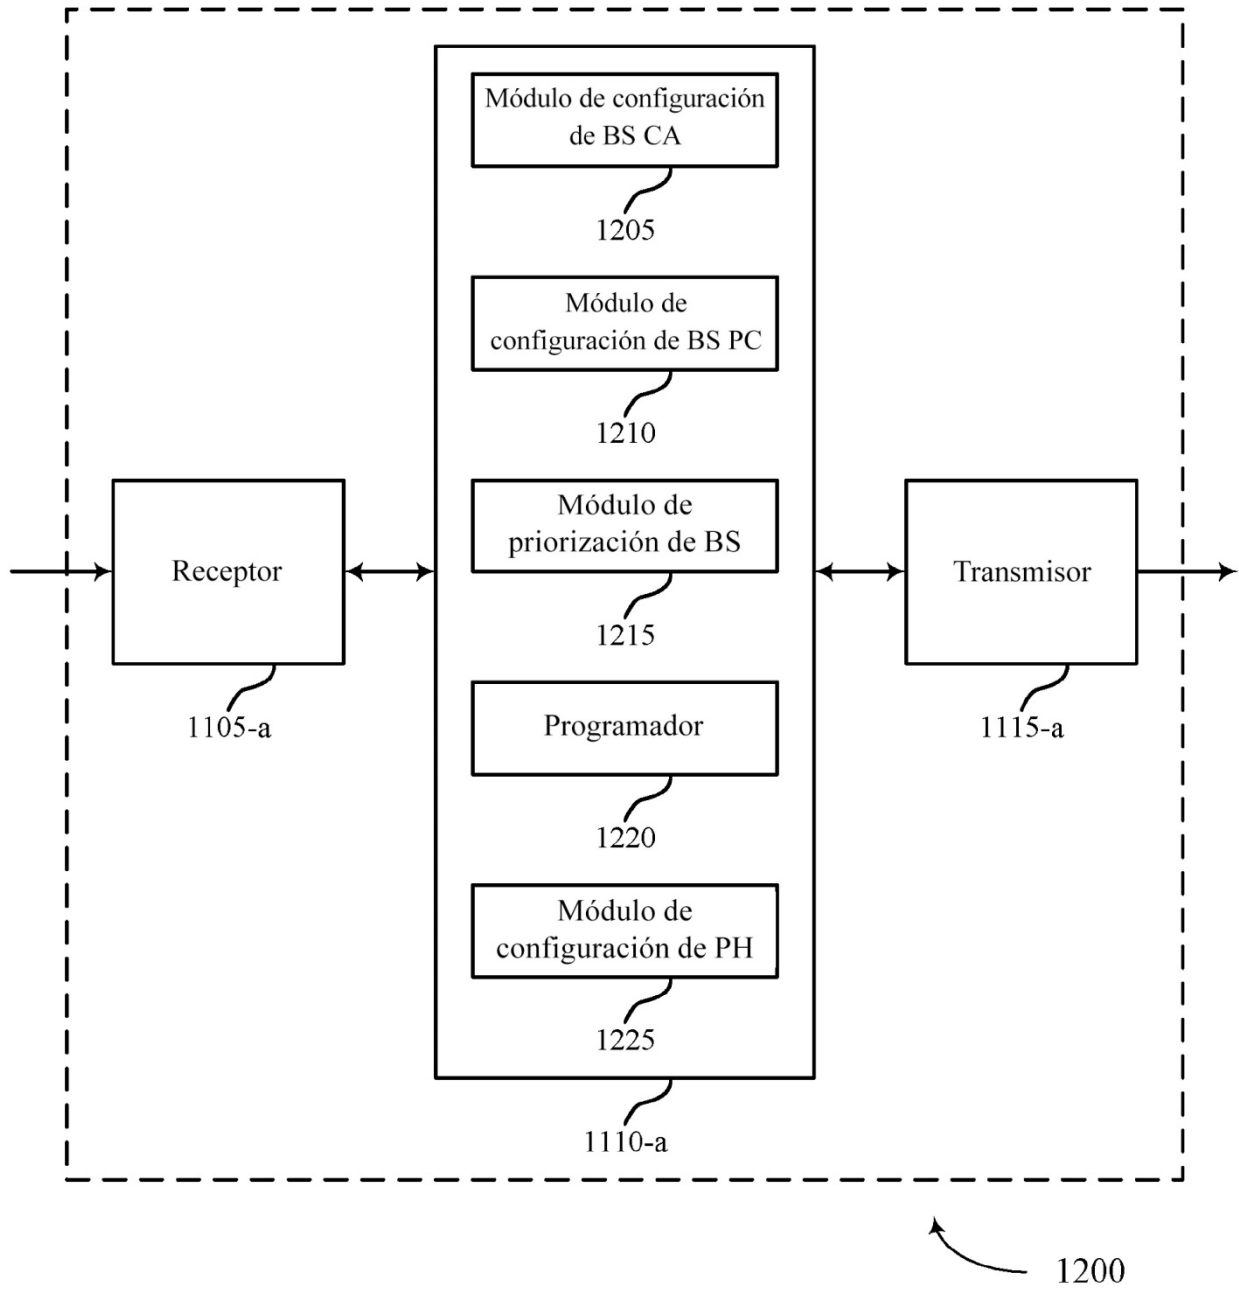 Módulo de configuración
de BS CA
1205
Módulo de
configuración de BS PC
1210
Módulo de
priorización de BS
1215
Receptor
1105-a
Transmisor
1115-a
Programador
1220
Módulo de
configuración de PH
1225
1110-a
1200